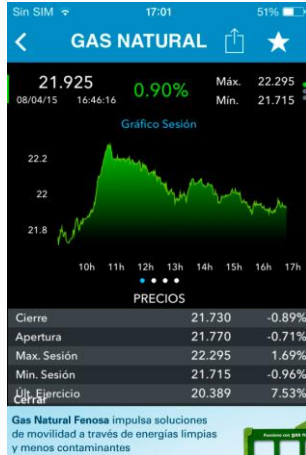 Sin SIM 17:01 51%
GAS NATURAL
21.925 0.90% Máx. 22.295
08/04/15 16:46:16 Mín. 21.715
Gráfico Sesión
22.2
22
21.8
10h 11h 12h 13h 14h 15h 16h 17h
PRECIOS
Cierre 21.730 -0.89%
Apertura 21.770 -0.71%
Max. Sesión 22.295 1.69%
Min. Sesión 21.715 -0.96%
Últ. Ejercicio 20.389 7.53%
Cerrar
Gas Natural Fenosa impulsa soluciones
de movilidad a través de energías limpias
y menos contaminantes